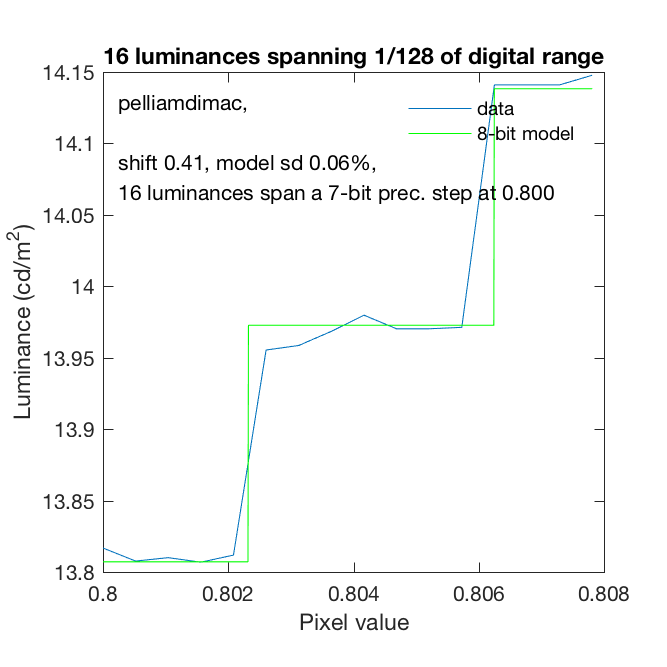 16 luminances spanning 1/128 of digital range
pelliamdimac,
shift 0.41, model sd 0.06%,
16 luminances span a 7-bit prec. step at 0.800
data
8-bit model
14.15
14.1
14.05
14
13.95
13.9
13.85
13.8
Luminance (cd/m²)
0.8
0.802
0.804
0.806
0.808
Pixel value